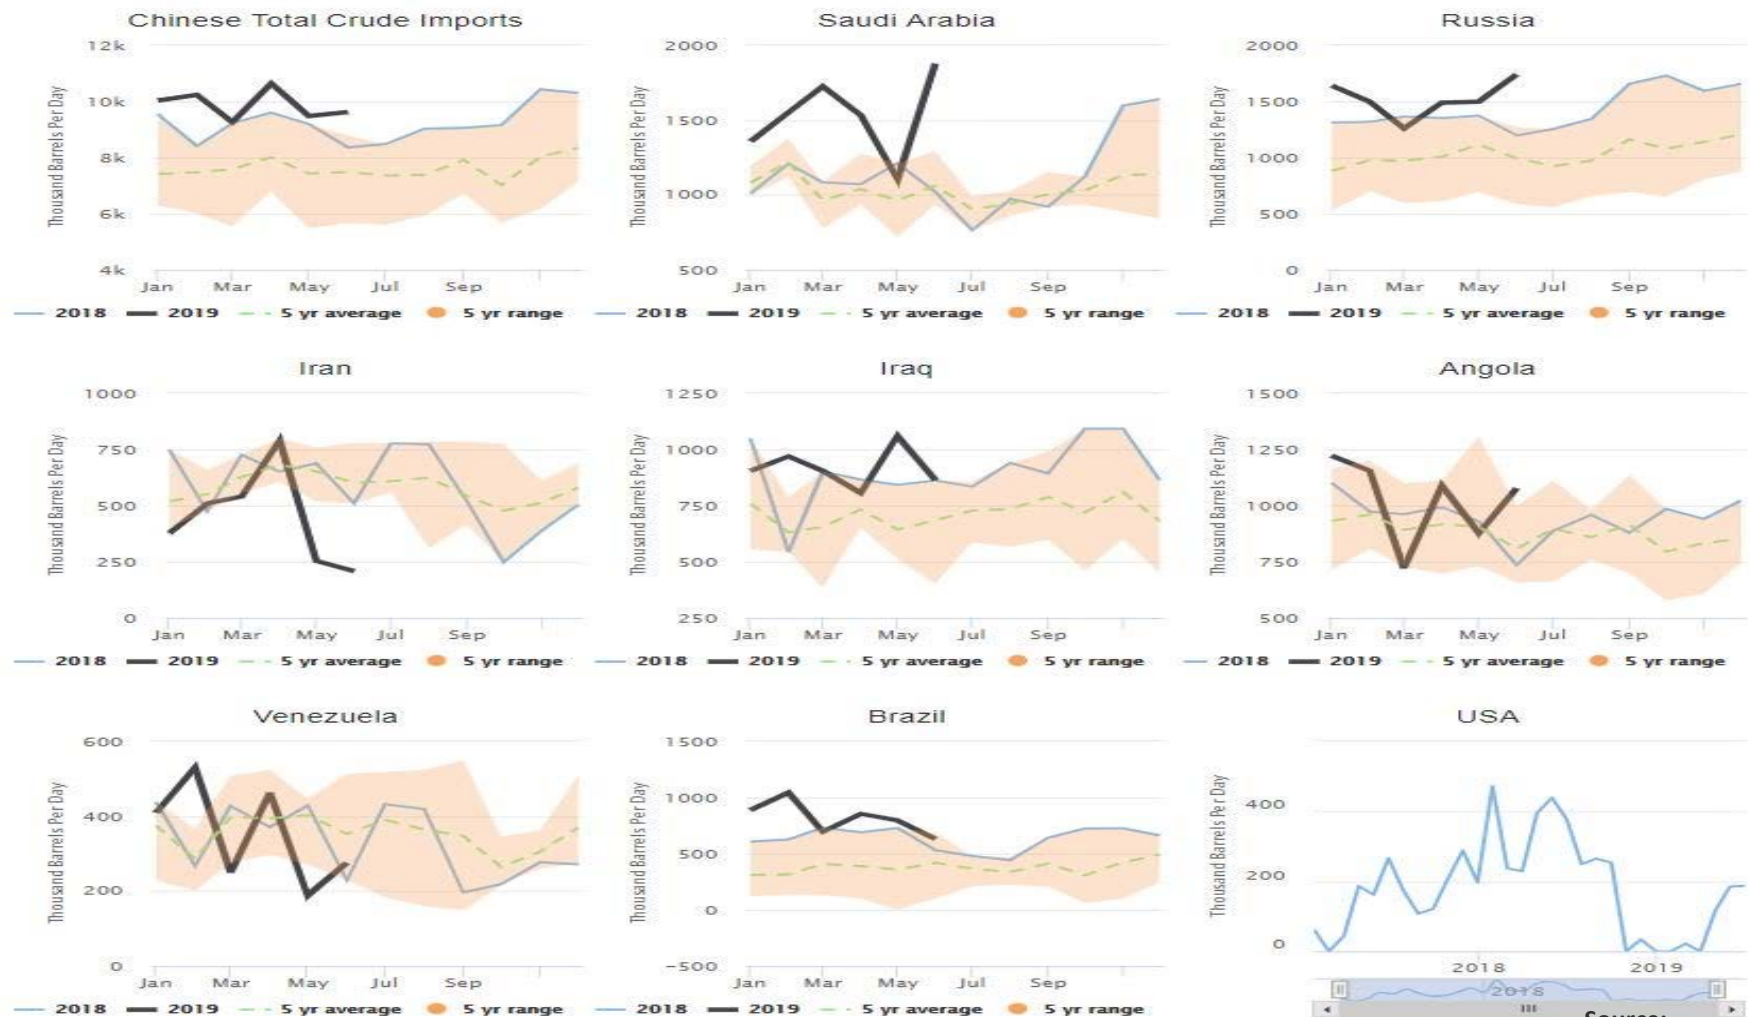 Chinese Total Crude Imports
Thousand Barrels Per Day
12k
10k
8k
6k
4k
Jan Mar May Jul Sep
2018 2019 5 yr average 5 yr range
Saudi Arabia
Thousand Barrels Per Day
2000
1500
1000
500
Jan Mar May Jul Sep
2018 2019 5 yr average 5 yr range
Russia
Thousand Barrels Per Day
2000
1500
1000
500
0
Jan Mar May Jul Sep
2018 2019 5 yr average 5 yr range
Iran
Thousand Barrels Per Day
1000
750
500
250
0
Jan Mar May Jul Sep
2018 2019 5 yr average 5 yr range
Iraq
Thousand Barrels Per Day
1250
1000
750
500
250
Jan Mar May Jul Sep
2018 2019 5 yr average 5 yr range
Angola
Thousand Barrels Per Day
1500
1250
1000
750
500
Jan Mar May Jul Sep
2018 2019 5 yr average 5 yr range
Venezuela
Thousand Barrels Per Day
600
400
200
0
Jan Mar May Jul Sep
2018 2019 5 yr average 5 yr range
Brazil
Thousand Barrels Per Day
1500
1000
500
0
-500
Jan Mar May Jul Sep
2018 2019 5 yr average 5 yr range
USA
Thousand Barrels Per Day
400
200
0
2018 2019
2018
Source: